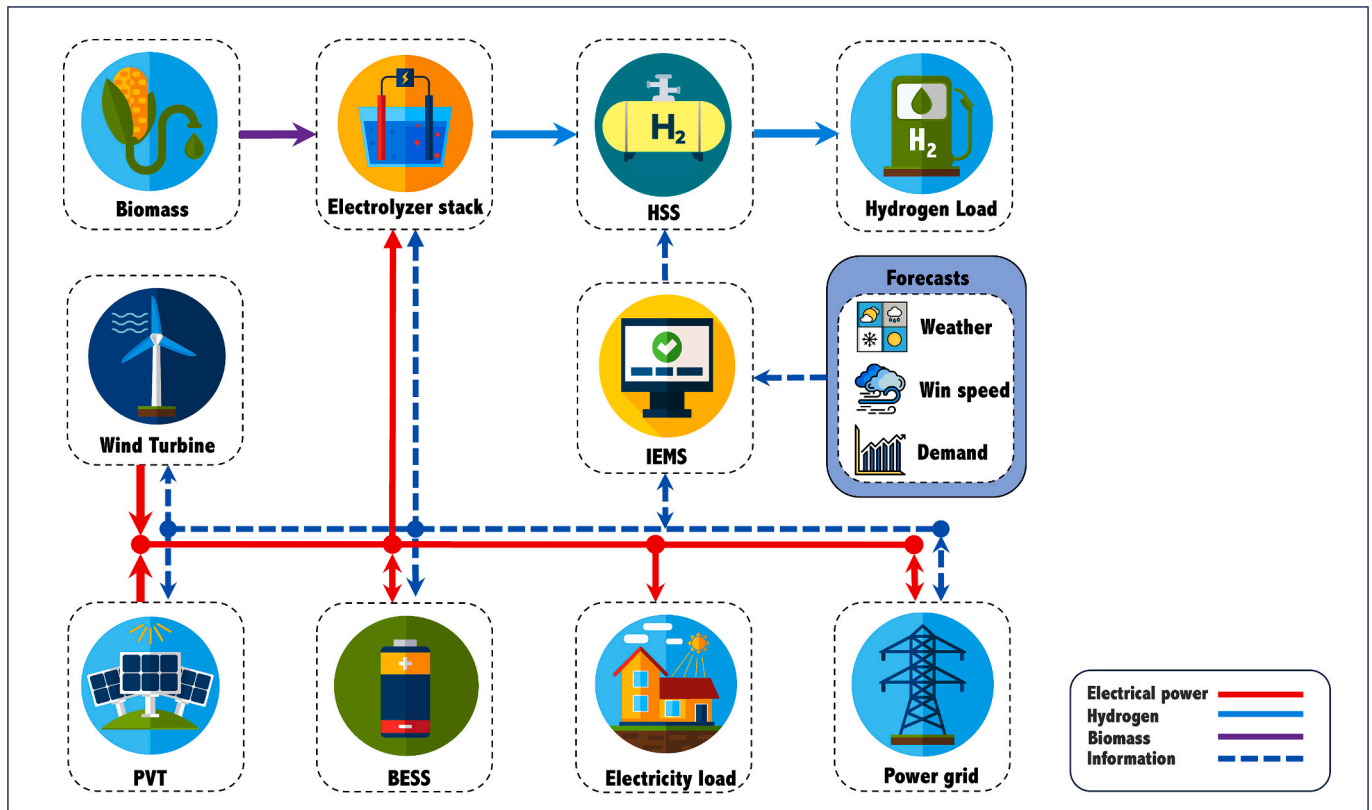 Biomass
Electrolyzer stack
H₂
HSS
H₂
Hydrogen Load
Wind Turbine
IEMS
Forecasts
Weather
Win speed
Demand
PVT
BESS
Electricity load
Power grid
Electrical power
Hydrogen
Biomass
Information